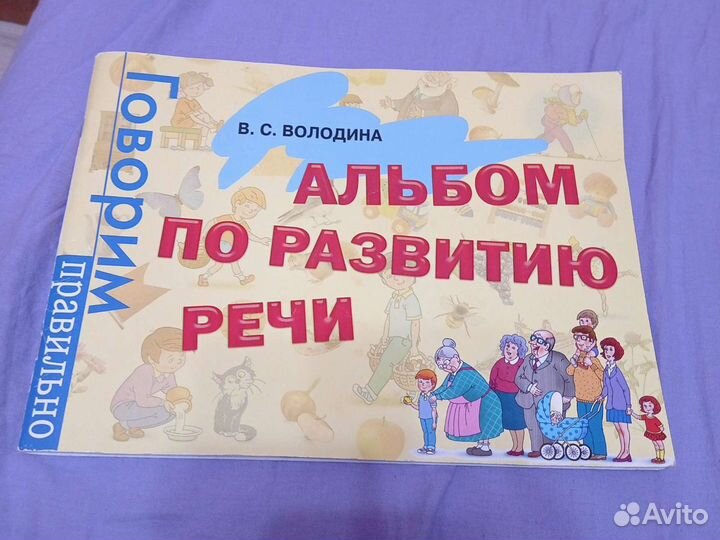 Говорим
правильно
В. С. ВОЛОДИНА
АЛЬБОМ
ПО РАЗВИТИЮ
РЕЧИ
Avito